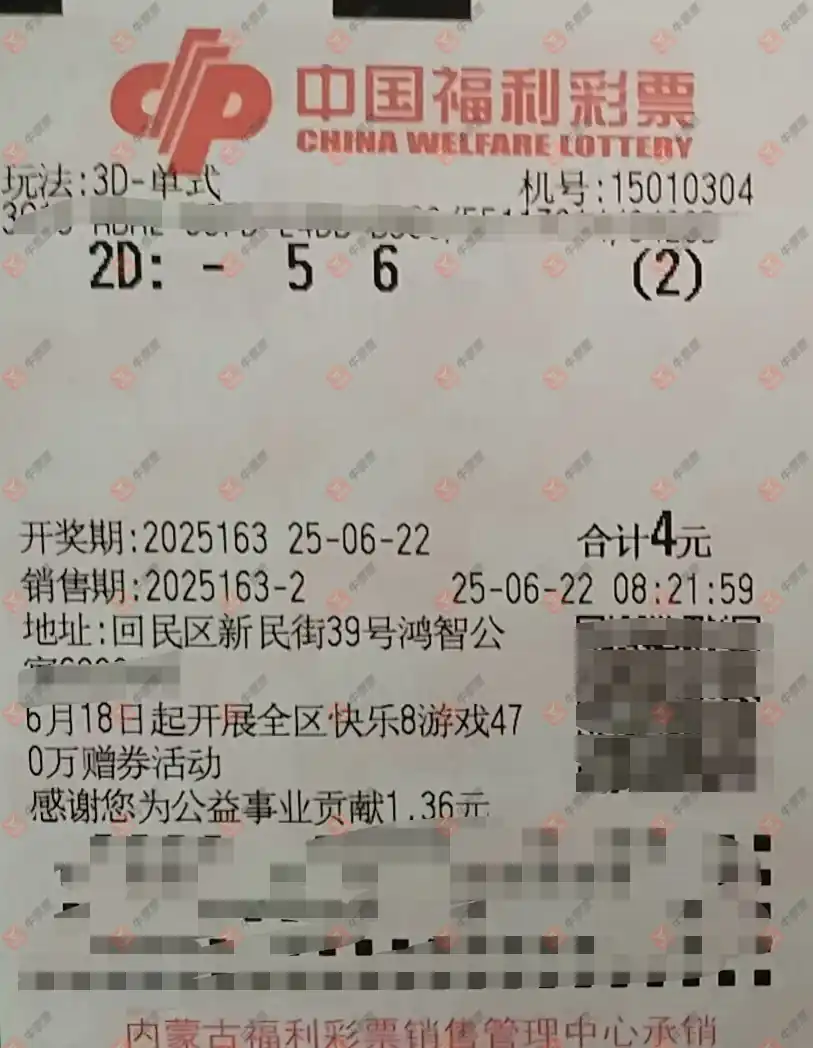 中国福利彩票
CHINA WELFARE LOTTERY
玩法:3D-单式 机号:15010304
2D: - 5 6 (2)
开奖期:2025163 25-06-22 合计4元
销售期:2025163-2 25-06-22 08:21:59
地址:回民区新民街39号鸿智公
6月18日起开展全区快乐8游戏47
0万赠券活动
感谢您为公益事业贡献1.36元
内蒙古福利彩票销售管理中心承销